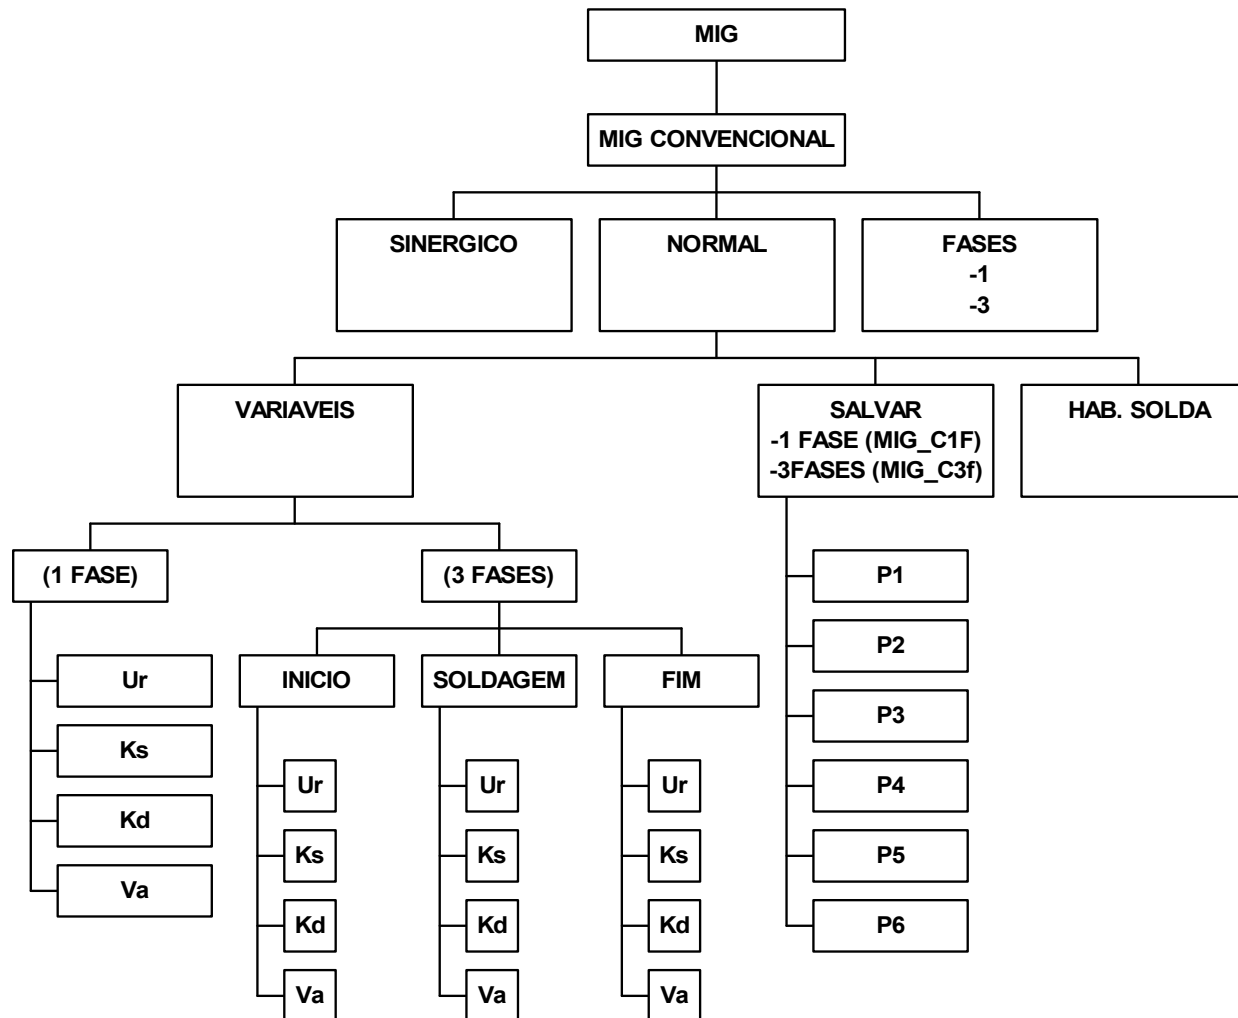 MIG
MIG CONVENCIONAL
SINERGICO
NORMAL
FASES
-1
-3
VARIAVEIS
SALVAR
-1 FASE (MIG_C1F)
-3FASES (MIG_C3f)
HAB. SOLDA
(1 FASE)
Ur
Ks
Kd
Va
(3 FASES)
INICIO
Ur
Ks
Kd
Va
SOLDAGEM
Ur
Ks
Kd
Va
FIM
Ur
Ks
Kd
Va
P1
P2
P3
P4
P5
P6